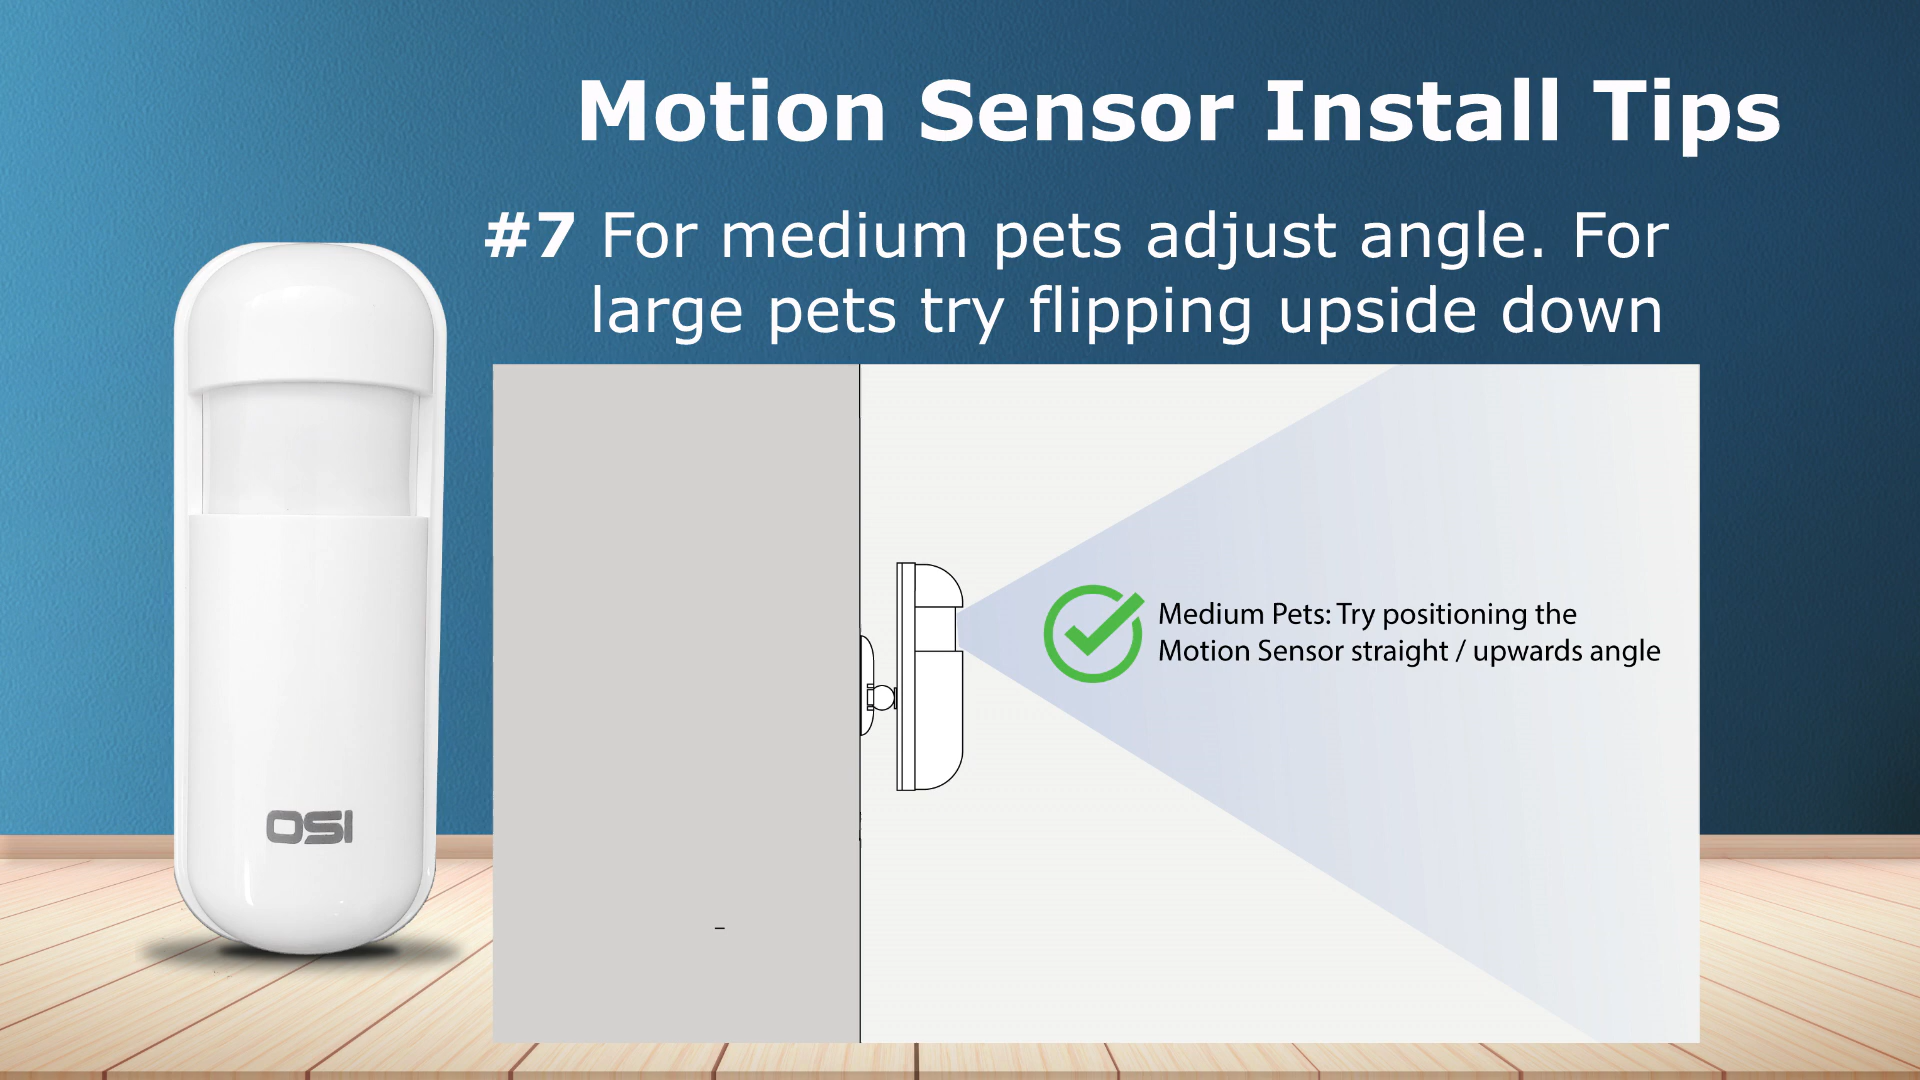 Motion Sensor Install Tips
#7 For medium pets adjust angle. For
large pets try flipping upside down
Medium Pets: Try positioning the
Motion Sensor straight / upwards angle
OSI